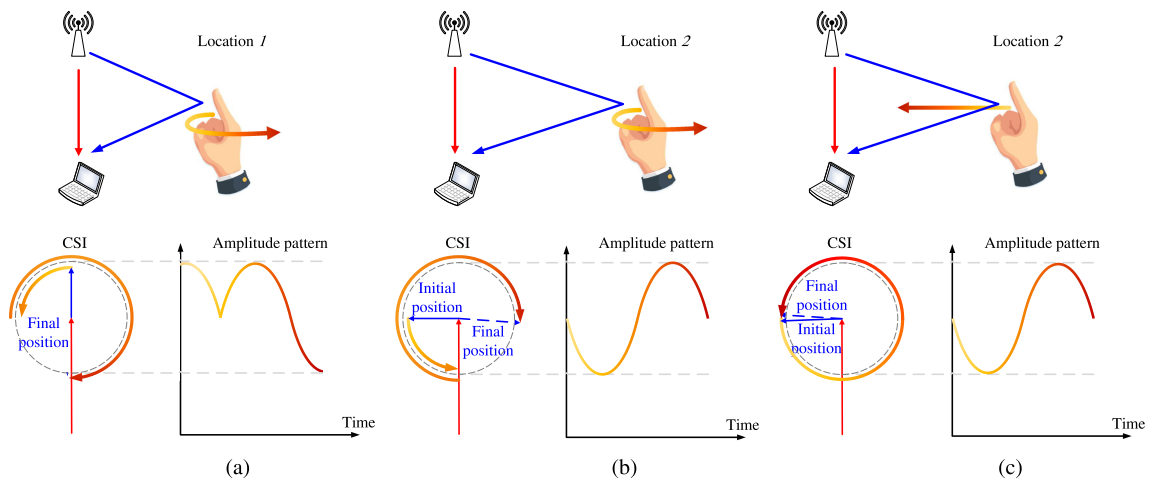 Location 1
Location 2
Location 2
CSI
Amplitude pattern
Final
position
Time
(a)
CSI
Amplitude pattern
Initial
position
Final
position
Time
(b)
CSI
Amplitude pattern
Final
position
Initial
position
Time
(c)